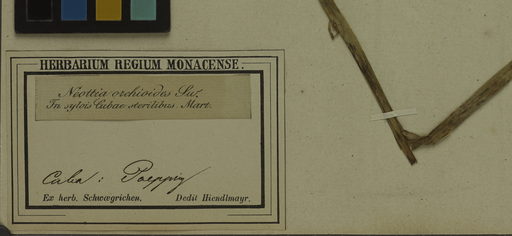 HERBARIUM REGIUM MONACENSE.
Neottia orchioides Sw.
In sylvis Cubae sterilibus. Mart.
Cuba: Poeppig
Ex herb. Schwægrichen. Dedit Hiendlmayr.